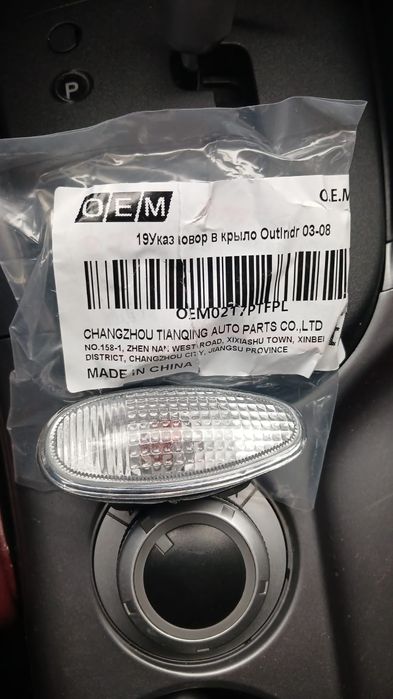 P
OEM
O.E.M
19Указ повор в крыло Outlndr 03-08
OEM0217PTFPL
CHANGZHOU TIANQING AUTO PARTS CO.,LTD
NO.158-1, ZHEN NAN WEST ROAD, XIXIASHU TOWN, XINBEI
DISTRICT, CHANGZHOU CITY, JIANGSU PROVINCE
MADE IN CHINA